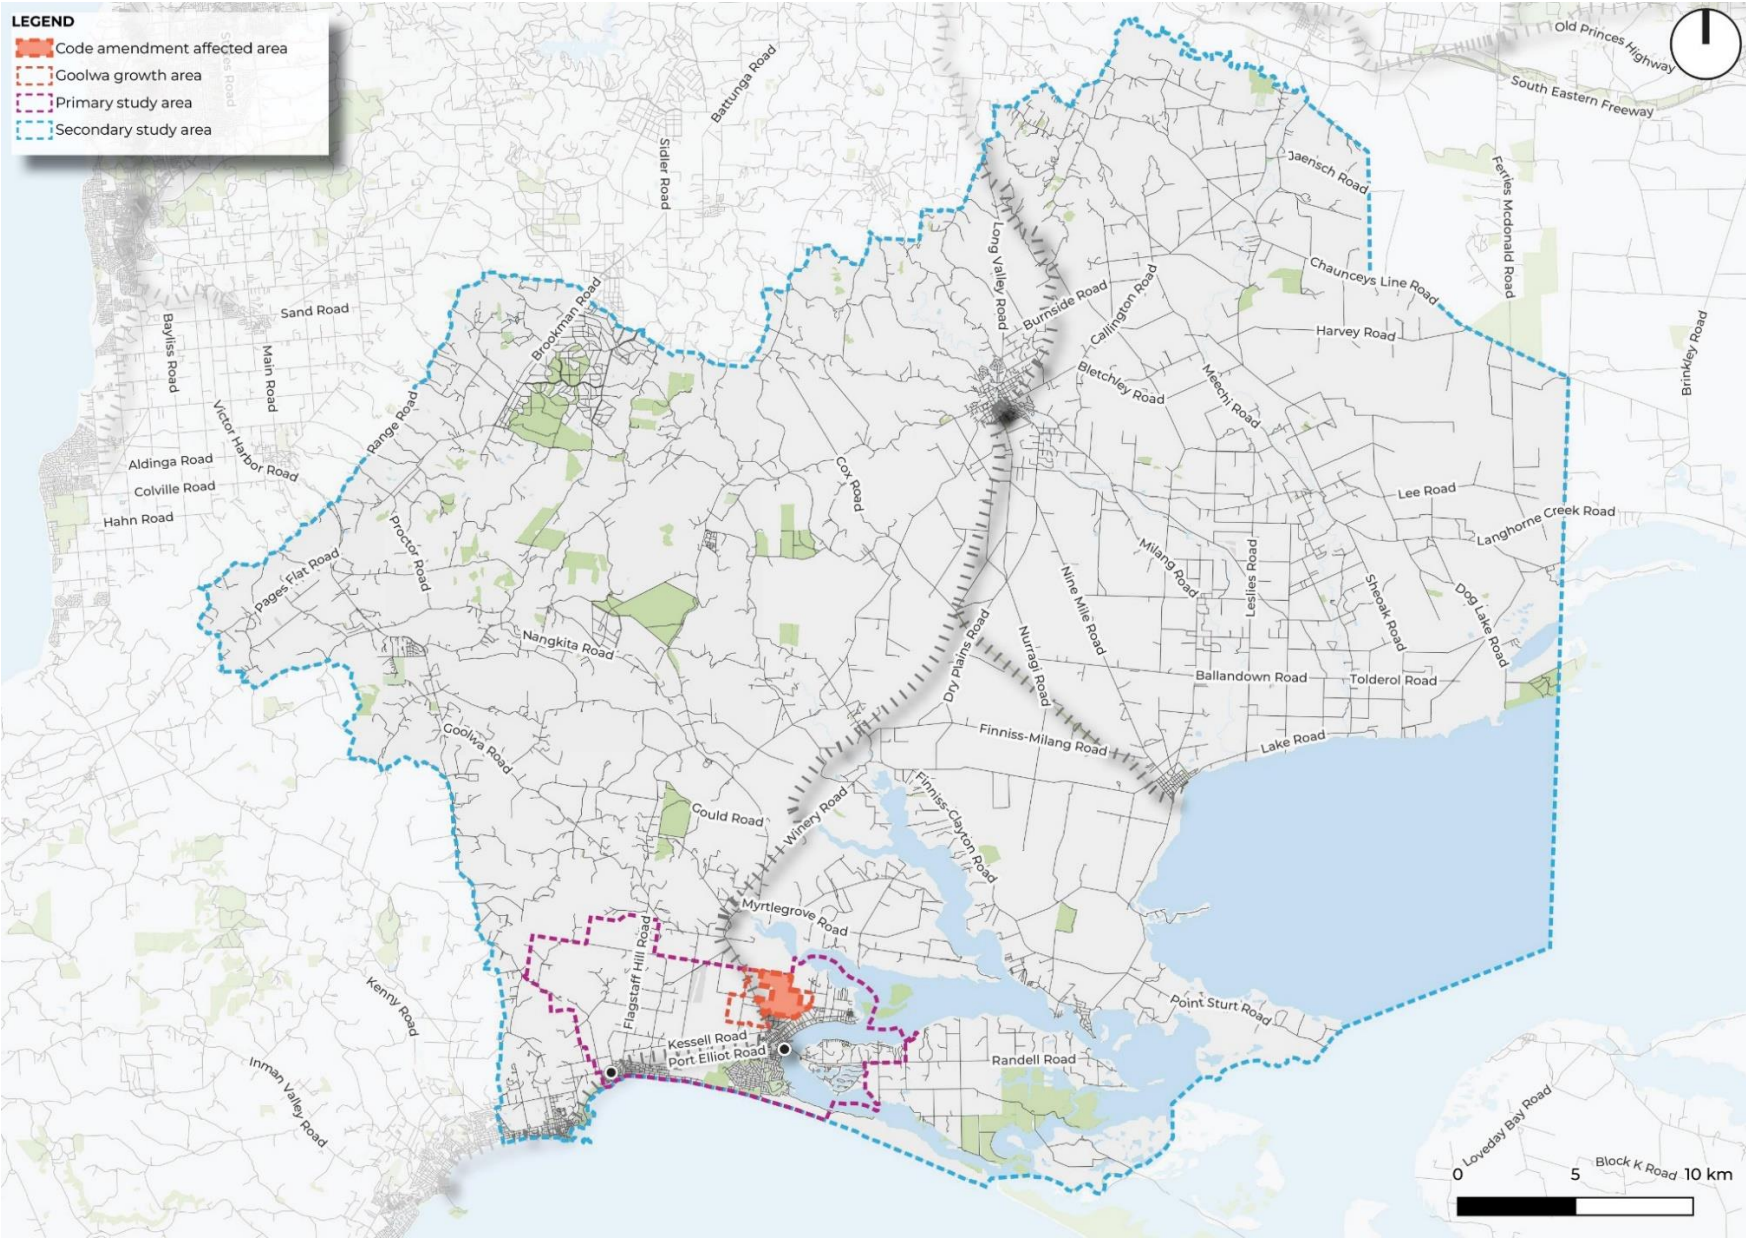 LEGEND
Code amendment affected area
Goolwa growth area
Primary study area
Secondary study area
Old Princes Highway
South Eastern Freeway
Battunga Road
Sidler Road
Jaensch Road
Ferries Mcdonald Road
Long Valley Road
Chaunceys Line Road
Burnside Road
Callington Road
Harvey Road
Brinkley Road
Sand Road
Bayliss Road
Main Road
Brookman Road
Bletchley Road
Meechi Road
Range Road
Victor Harbor Road
Aldinga Road
Colville Road
Hahn Road
Cox Road
Lee Road
Langhorne Creek Road
Proctor Road
Pages Flat Road
Milang Road
Leslies Road
Nine Mile Road
Sheoak Road
Dog Lake Road
Nangkita Road
Dry Plains Road
Nurragi Road
Ballandown Road
Tolderol Road
Goolwa Road
Finniss-Milang Road
Lake Road
Gould Road
Winery Road
Finniss-Clayton Road
Myrtlegrove Road
Flagstaff Hill Road
Kenny Road
Point Sturt Road
Kessell Road
Port Elliot Road
Randell Road
Inman Valley Road
Loveday Bay Road
Block K Road
0 5 10 km